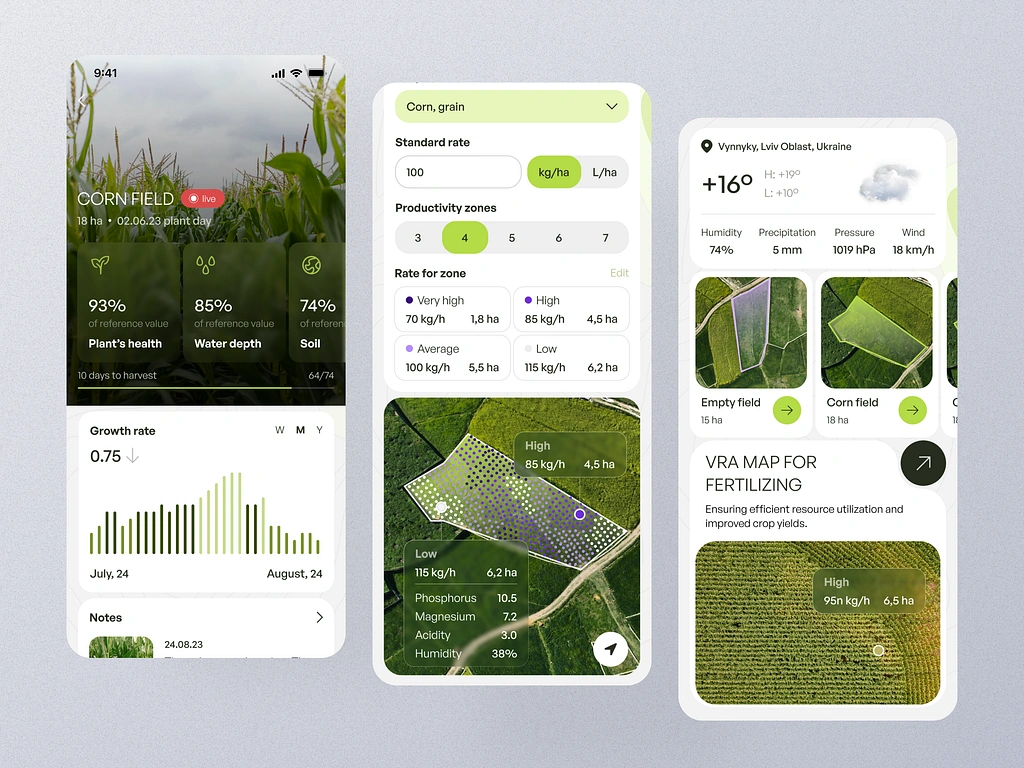 9:41
CORN FIELD live
18 ha • 02.06.23 plant day
93%
of reference value
Plant's health
85%
of reference value
Water depth
74%
of referen
Soil
10 days to harvest 64/74
Growth rate W M Y
0.75
July, 24 August, 24
Notes
24.08.23
Corn, grain
Standard rate
100 kg/ha L/ha
Productivity zones
3 4 5 6 7
Rate for zone Edit
Very high
70 kg/h 1,8 ha
High
85 kg/h 4,5 ha
Average
100 kg/h 5,5 ha
Low
115 kg/h 6,2 ha
High
85 kg/h 4,5 ha
Low
115 kg/h 6,2 ha
Phosphorus 10.5
Magnesium 7.2
Acidity 3.0
Humidity 38%
Vynnyky, Lviv Oblast, Ukraine
+16° H: +19°
L: +10°
Humidity Precipitation Pressure Wind
74% 5 mm 1019 hPa 18 km/h
Empty field
15 ha
Corn field
18 ha
VRA MAP FOR
FERTILIZING
Ensuring efficient resource utilization and
improved crop yields.
High
95n kg/h 6,5 ha